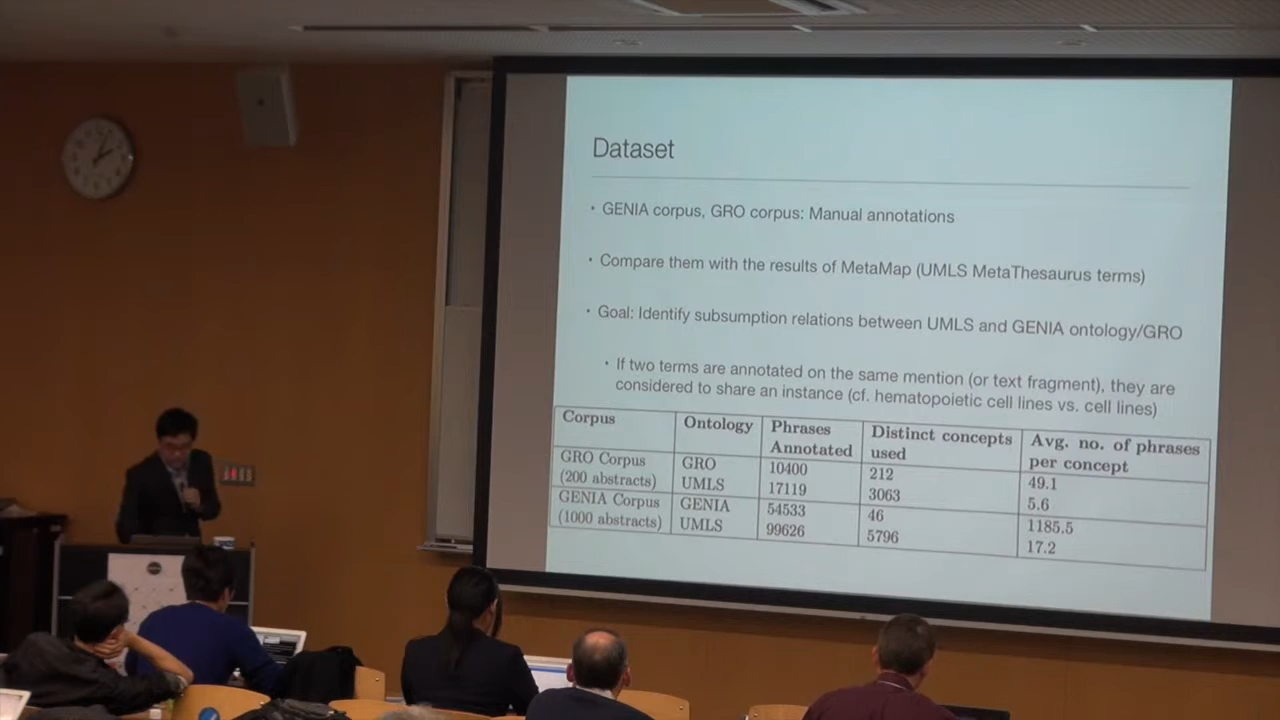 Dataset
• GENIA corpus, GRO corpus: Manual annotations
• Compare them with the results of MetaMap (UMLS MetaThesaurus terms)
• Goal: Identify subsumption relations between UMLS and GENIA ontology/GRO
• If two terms are annotated on the same mention (or text fragment), they are
considered to share an instance (cf. hematopoietic cell lines vs. cell lines)
Corpus Ontology Phrases Annotated Distinct concepts used Avg. no. of phrases per concept
GRO Corpus GRO 10400 212 49.1
(200 abstracts) UMLS 17119 3063 5.6
GENIA Corpus GENIA 54533 46 1185.5
(1000 abstracts) UMLS 99626 5796 17.2